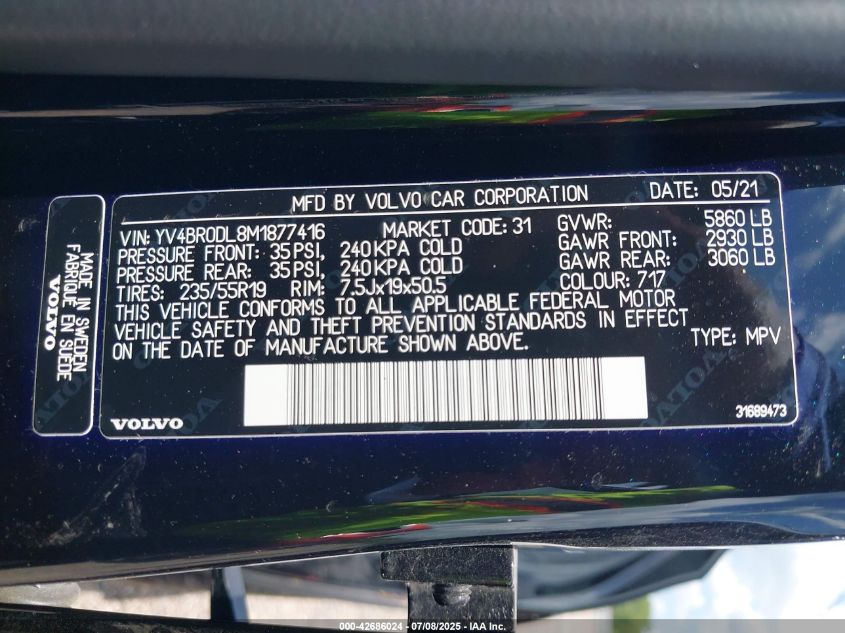 MADE IN SWEDEN
FABRIQUE EN SUEDE
VOLVO
MFD BY VOLVO CAR CORPORATION DATE: 05/21
VIN: YV4BR0DL8M1877416 MARKET CODE: 31 GVWR: 5860 LB
PRESSURE FRONT: 35 PSI, 240 KPA COLD GAWR FRONT: 2930 LB
PRESSURE REAR: 35 PSI, 240 KPA COLD GAWR REAR: 3060 LB
TIRES: 235/55R19 RIM: 7.5Jx19x50.5 COLOUR: 717
THIS VEHICLE CONFORMS TO ALL APPLICABLE FEDERAL MOTOR
VEHICLE SAFETY AND THEFT PREVENTION STANDARDS IN EFFECT
ON THE DATE OF MANUFACTURE SHOWN ABOVE. TYPE: MPV
VOLVO 31689473
000-42686024 07/08/2025 - IAA Inc.